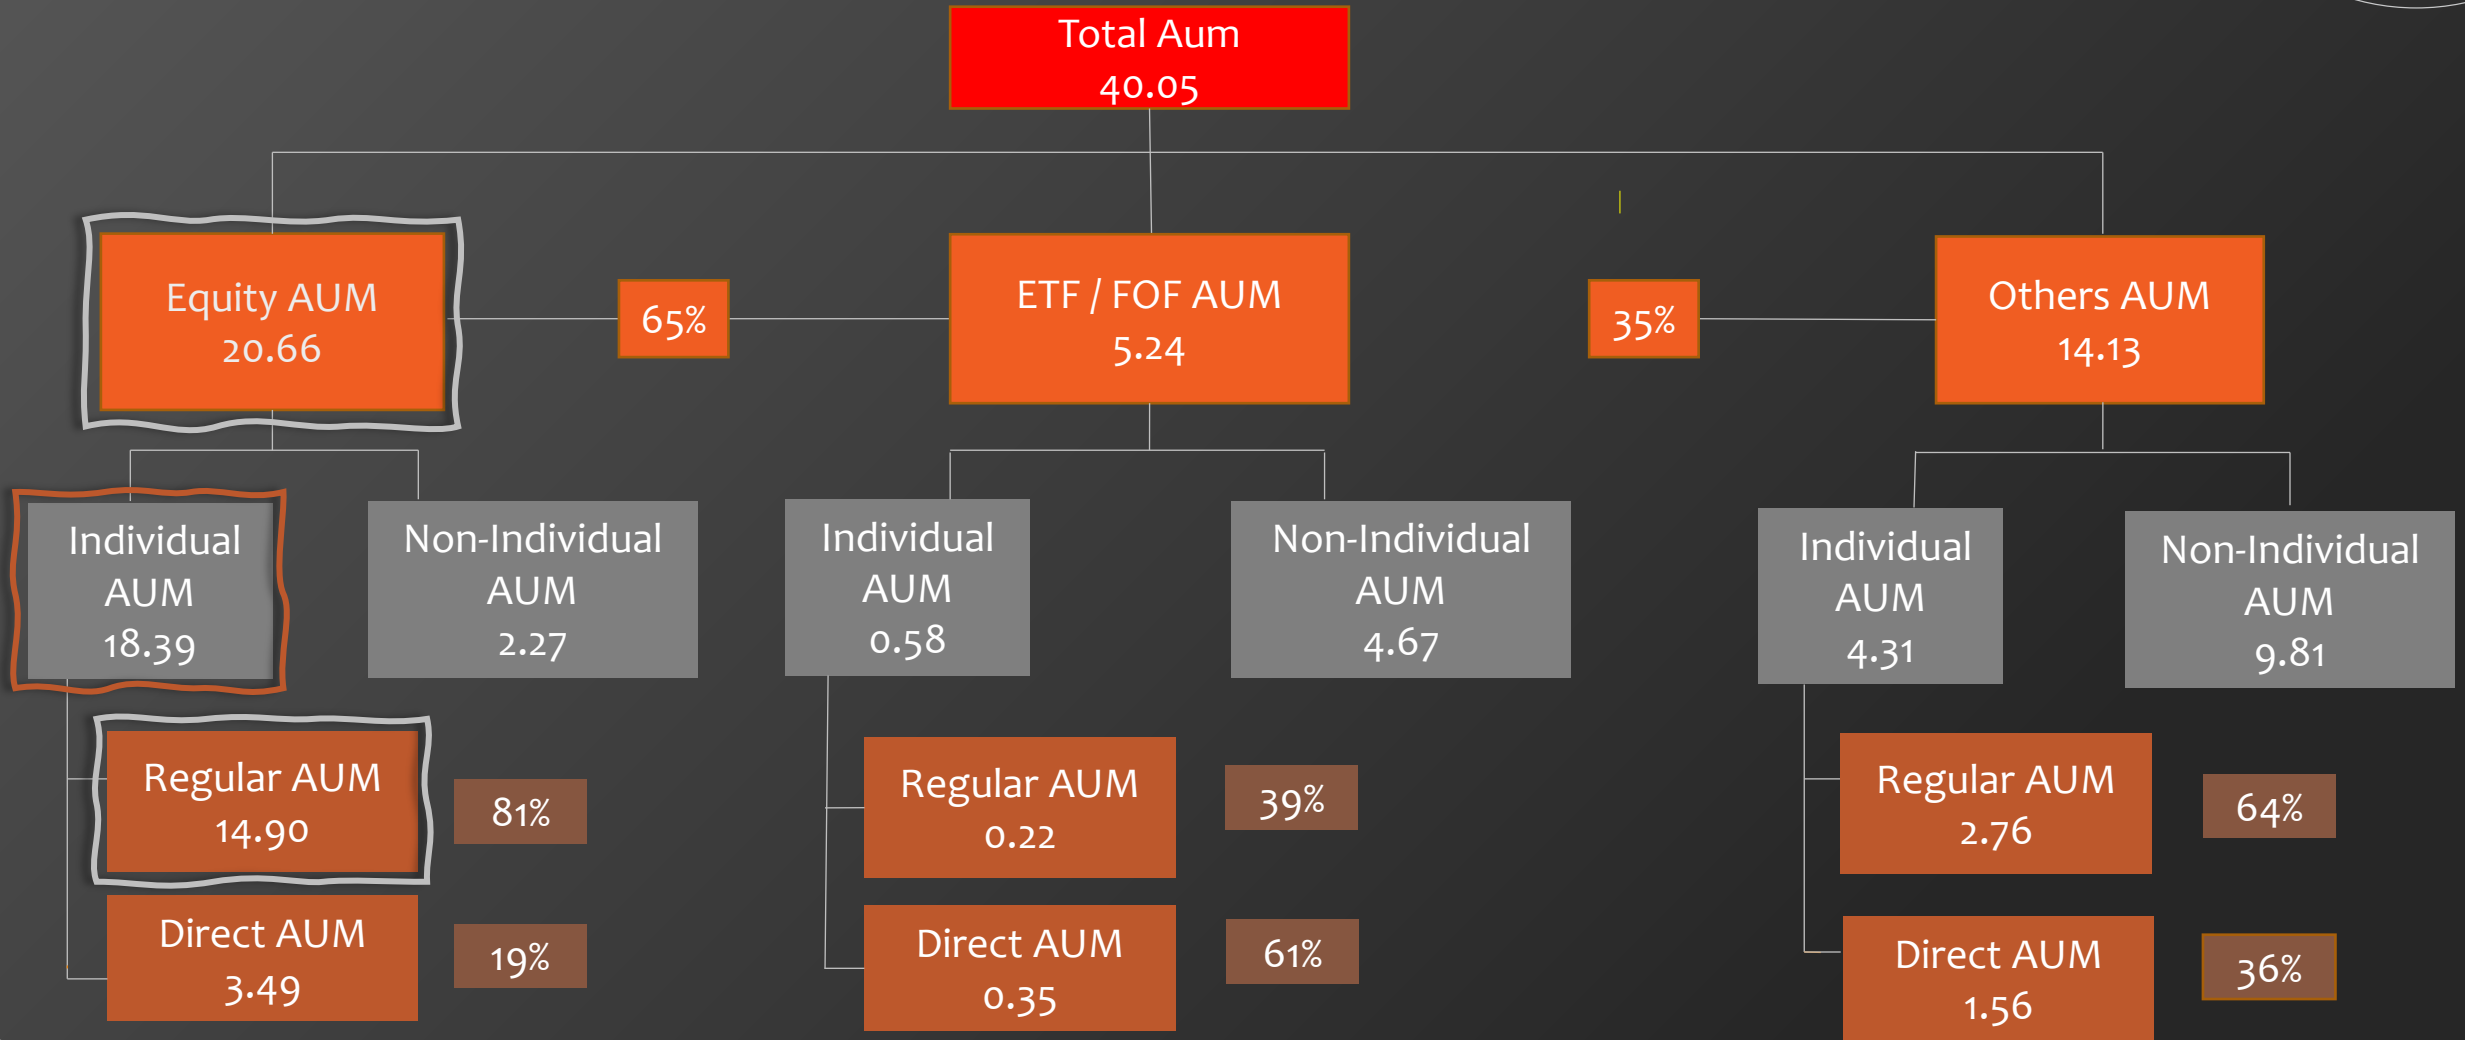 Total Aum
40.05
Equity AUM
20.66
65%
ETF / FOF AUM
5.24
35%
Others AUM
14.13
Individual
AUM
18.39
Non-Individual
AUM
2.27
Individual
AUM
0.58
Non-Individual
AUM
4.67
Individual
AUM
4.31
Non-Individual
AUM
9.81
Regular AUM
14.90
81%
Direct AUM
3.49
19%
Regular AUM
0.22
39%
Direct AUM
0.35
61%
Regular AUM
2.76
64%
Direct AUM
1.56
36%